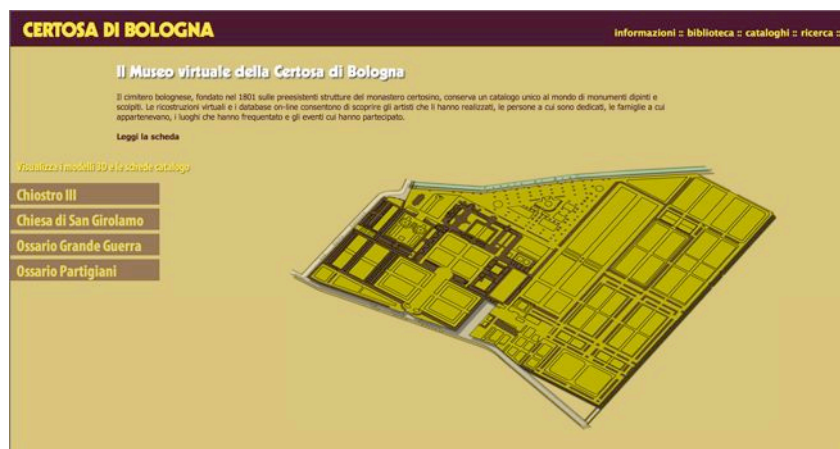 CERTOSA DI BOLOGNA
informazioni :: biblioteca :: cataloghi :: ricerca ::
Il Museo virtuale della Certosa di Bologna
Il cimitero bolognese, fondato nel 1801 sulle preesistenti strutture del monastero certosino, conserva un catalogo unico al mondo di monumenti dipinti e
scolpiti. Le ricostruzioni virtuali e i database on-line consentono di scoprire gli artisti che li hanno realizzati, le persone a cui sono dedicati, le famiglie a cui
appartenevano, i luoghi che hanno frequentato e gli eventi cui hanno partecipato.
Leggi la scheda
Visualizza i modelli 3D e le schede catalogo
Chiostro III
Chiesa di San Girolamo
Ossario Grande Guerra
Ossario Partigiani